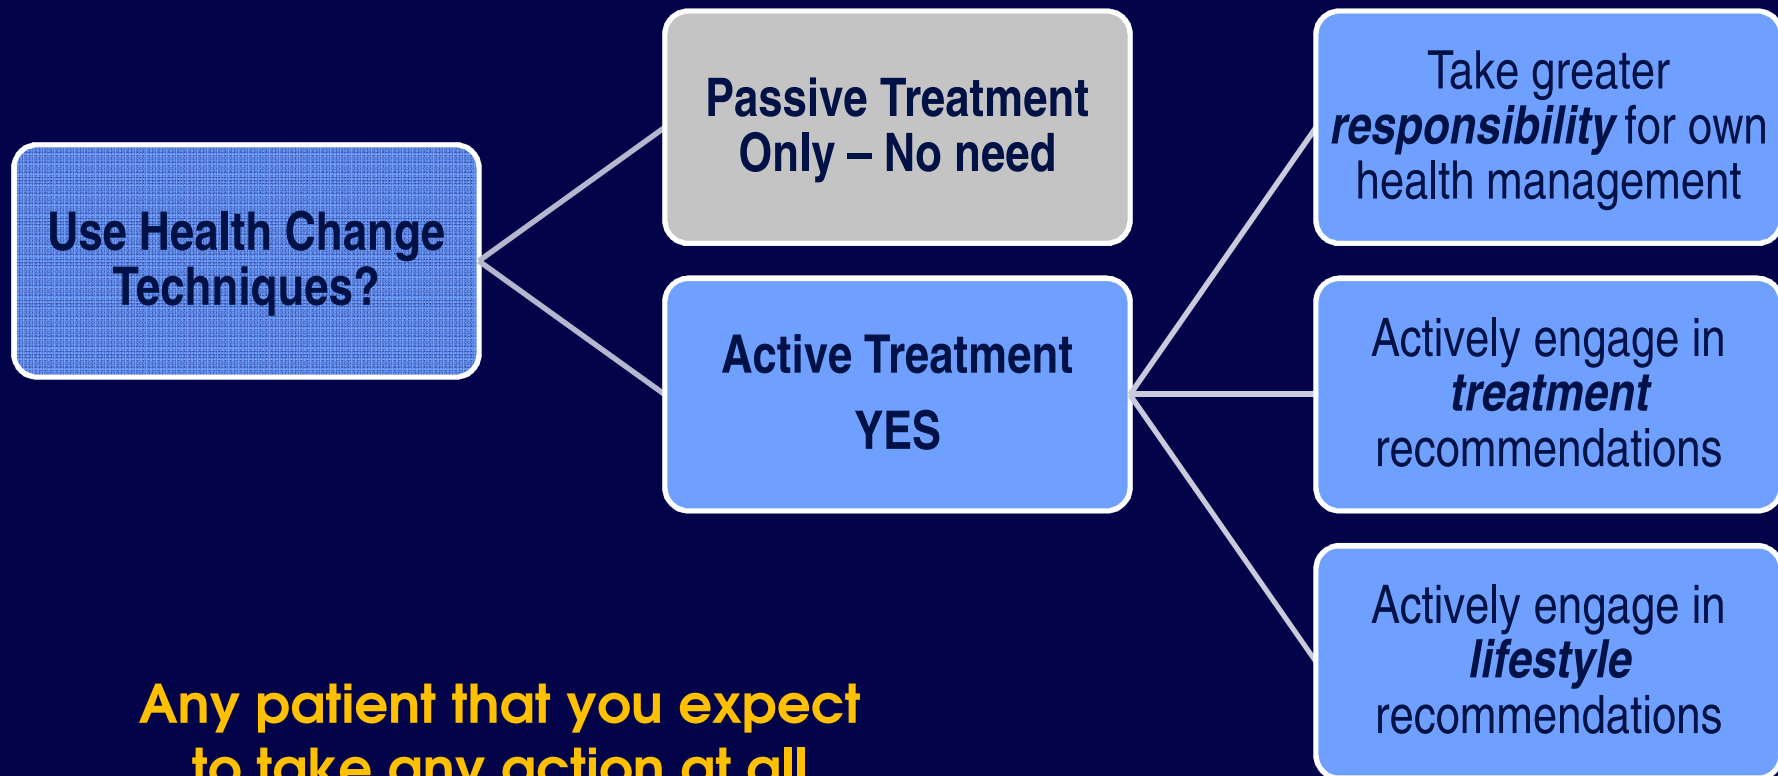 Use Health Change
Techniques?
Passive Treatment
Only – No need
Active Treatment
YES
Take greater
responsibility for own
health management
Actively engage in
treatment
recommendations
Actively engage in
lifestyle
recommendations
Any patient that you expect
to take any action at all